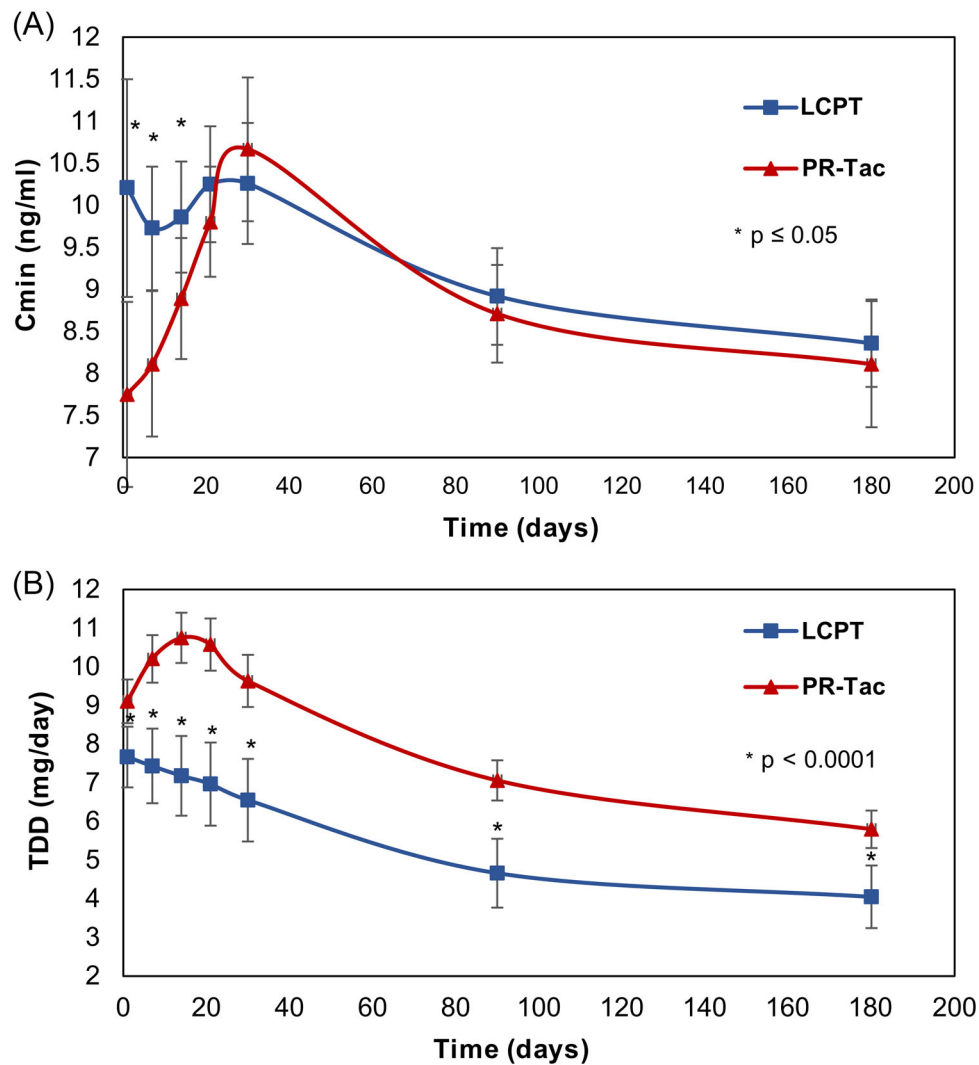 (A)
12
11.5
11
10.5
10
9.5
9
8.5
8
7.5
7
Cmin (ng/ml)
* * *
LCPT
PR-Tac
* p ≤ 0.05
0 20 40 60 80 100 120 140 160 180 200
Time (days)
(B)
12
11
10
9
8
7
6
5
4
3
2
TDD (mg/day)
LCPT
PR-Tac
* p < 0.0001
* * * * * * *
0 20 40 60 80 100 120 140 160 180 200
Time (days)